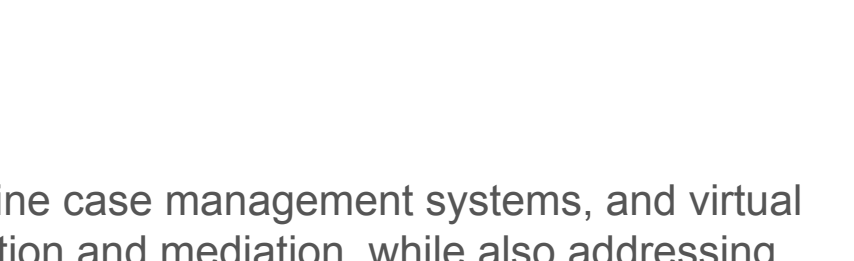 ine case management systems, and virtual
tion and mediation, while also addressing